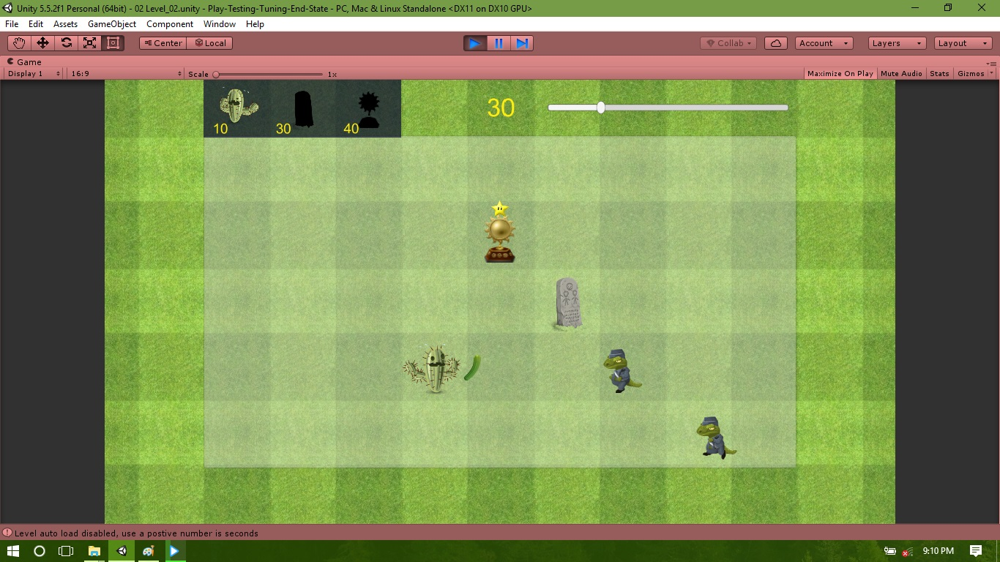 Unity 5.5.2f1 Personal (64bit) - 02 Level_02.unity - Play-Testing-Tuning-End-State - PC, Mac & Linux Standalone <DX11 on DX10 GPU>
File Edit Assets GameObject Component Window Help
Center Local Collab Account Layers Layout
Game
Display 1 16:9 Scale 1x Maximize On Play Mute Audio Stats Gizmos
30
10 30 40
Level auto load disabled, use a postive number is seconds
9:10 PM